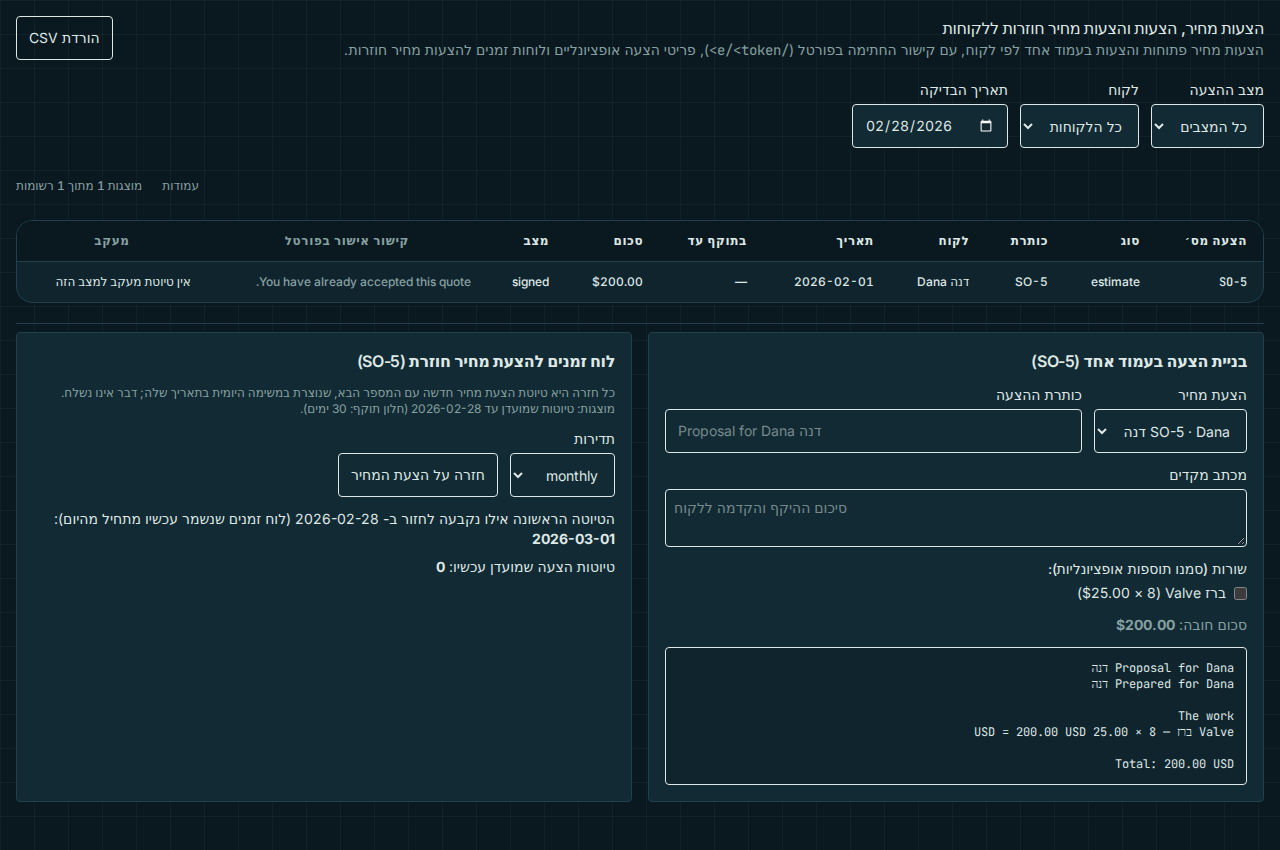 הצעות מחיר, הצעות והצעות מחיר חוזרות ללקוחות
הצעות מחיר פתוחות והצעות בעמוד אחד לפי לקוח, עם קישור החתימה בפורטל (/e/<token>), פריטי הצעה אופציונליים ולוחות זמנים להצעות מחיר חוזרות.
הורדת CSV
מצב ההצעה
לקוח
תאריך הבדיקה
כל המצבים
כל הלקוחות
02/28/2026
עמודות
מוצגות 1 מתוך 1 רשומות
הצעה מס׳ סוג כותרת לקוח תאריך בתוקף עד סכום מצב קישור אישור בפורטל מעקב
SO-5 estimate SO-5 Dana דנה 2026-02-01 — $200.00 signed You have already accepted this quote. אין טיוטת מעקב למצב הזה
בניית הצעה בעמוד אחד (SO-5)
הצעת מחיר
כותרת ההצעה
SO-5 · Dana דנה
Proposal for Dana דנה
מכתב מקדים
סיכום ההיקף והקדמה ללקוח
שורות (סמנו תוספות אופציונליות):
ברז Valve (8 × $25.00)
סכום חובה: $200.00
Proposal for Dana דנה
Prepared for Dana דנה
The work
Valve ברז — 8 × 25.00 USD = 200.00 USD
Total: 200.00 USD
לוח זמנים להצעת מחיר חוזרת (SO-5)
כל חזרה היא טיוטת הצעת מחיר חדשה עם המספר הבא, שנוצרת במשימה היומית בתאריך שלה; דבר אינו נשלח.
מוצגות: טיוטות שמועדן עד 2026-02-28 (חלון תוקף: 30 ימים).
תדירות
monthly
חזרה על הצעת המחיר
הטיוטה הראשונה אילו נקבעה לחזור ב- 2026-02-28 (לוח זמנים שנשמר עכשיו מתחיל מהיום):
2026-03-01
טיוטות הצעה שמועדן עכשיו: 0